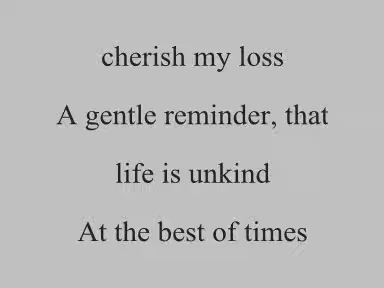 cherish my loss
A gentle reminder, that
life is unkind
At the best of times